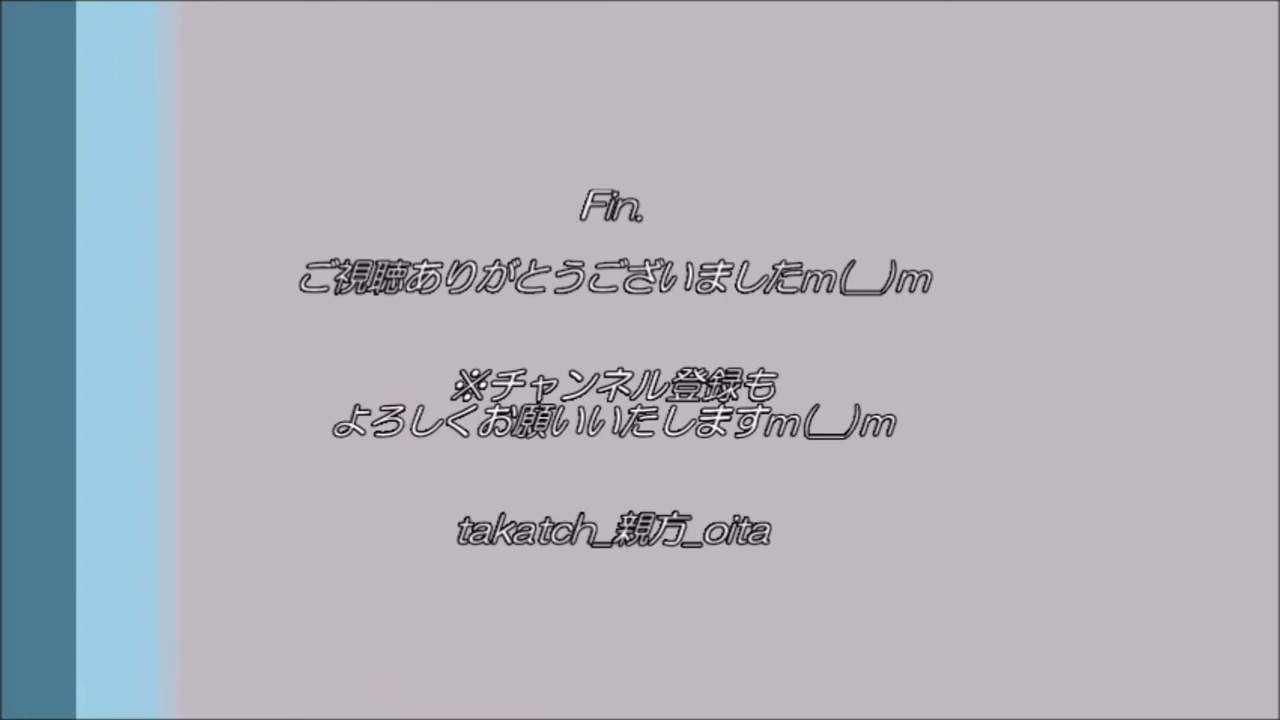 Fin.
ご視聴ありがとうございましたm(__)m
※チャンネル登録も
よろしくお願いいたしますm(__)m
takatch_親方_oita